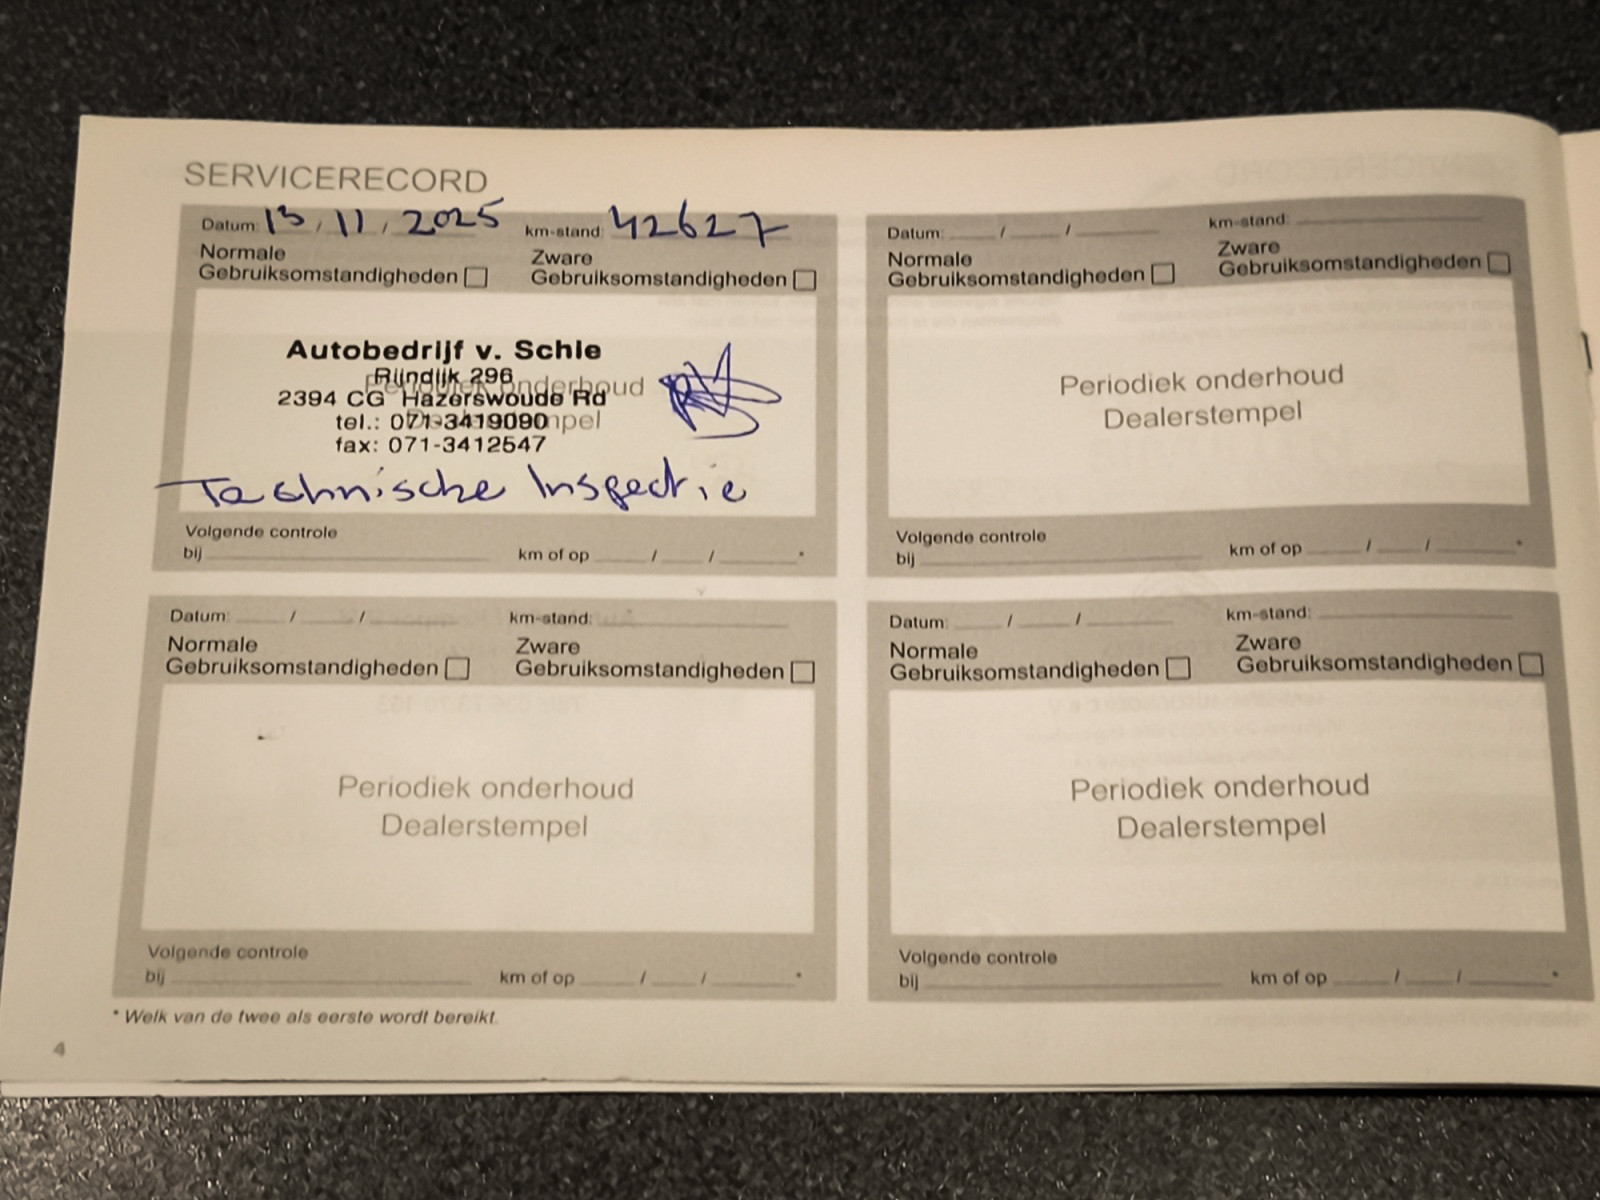 SERVICERECORD
Datum: 13 / 11 / 2025 km-stand: 42627
Normale Zware
Gebruiksomstandigheden Gebruiksomstandigheden
Autobedrijf v. Schie
Rijndijk 296
2394 CG Hazerswoude Rd
tel.: 071-3419090
fax: 071-3412547
Periodiek onderhoud
Dealerstempel
Technische Inspectie
Volgende controle
bij km of op / / *
Datum: / / km-stand:
Normale Zware
Gebruiksomstandigheden Gebruiksomstandigheden
Periodiek onderhoud
Dealerstempel
Volgende controle
bij km of op / / *
Datum: / / km-stand:
Normale Zware
Gebruiksomstandigheden Gebruiksomstandigheden
Periodiek onderhoud
Dealerstempel
Volgende controle
bij km of op / / *
Datum: / / km-stand:
Normale Zware
Gebruiksomstandigheden Gebruiksomstandigheden
Periodiek onderhoud
Dealerstempel
Volgende controle
bij km of op / / *
* Welk van de twee als eerste wordt bereikt.
4